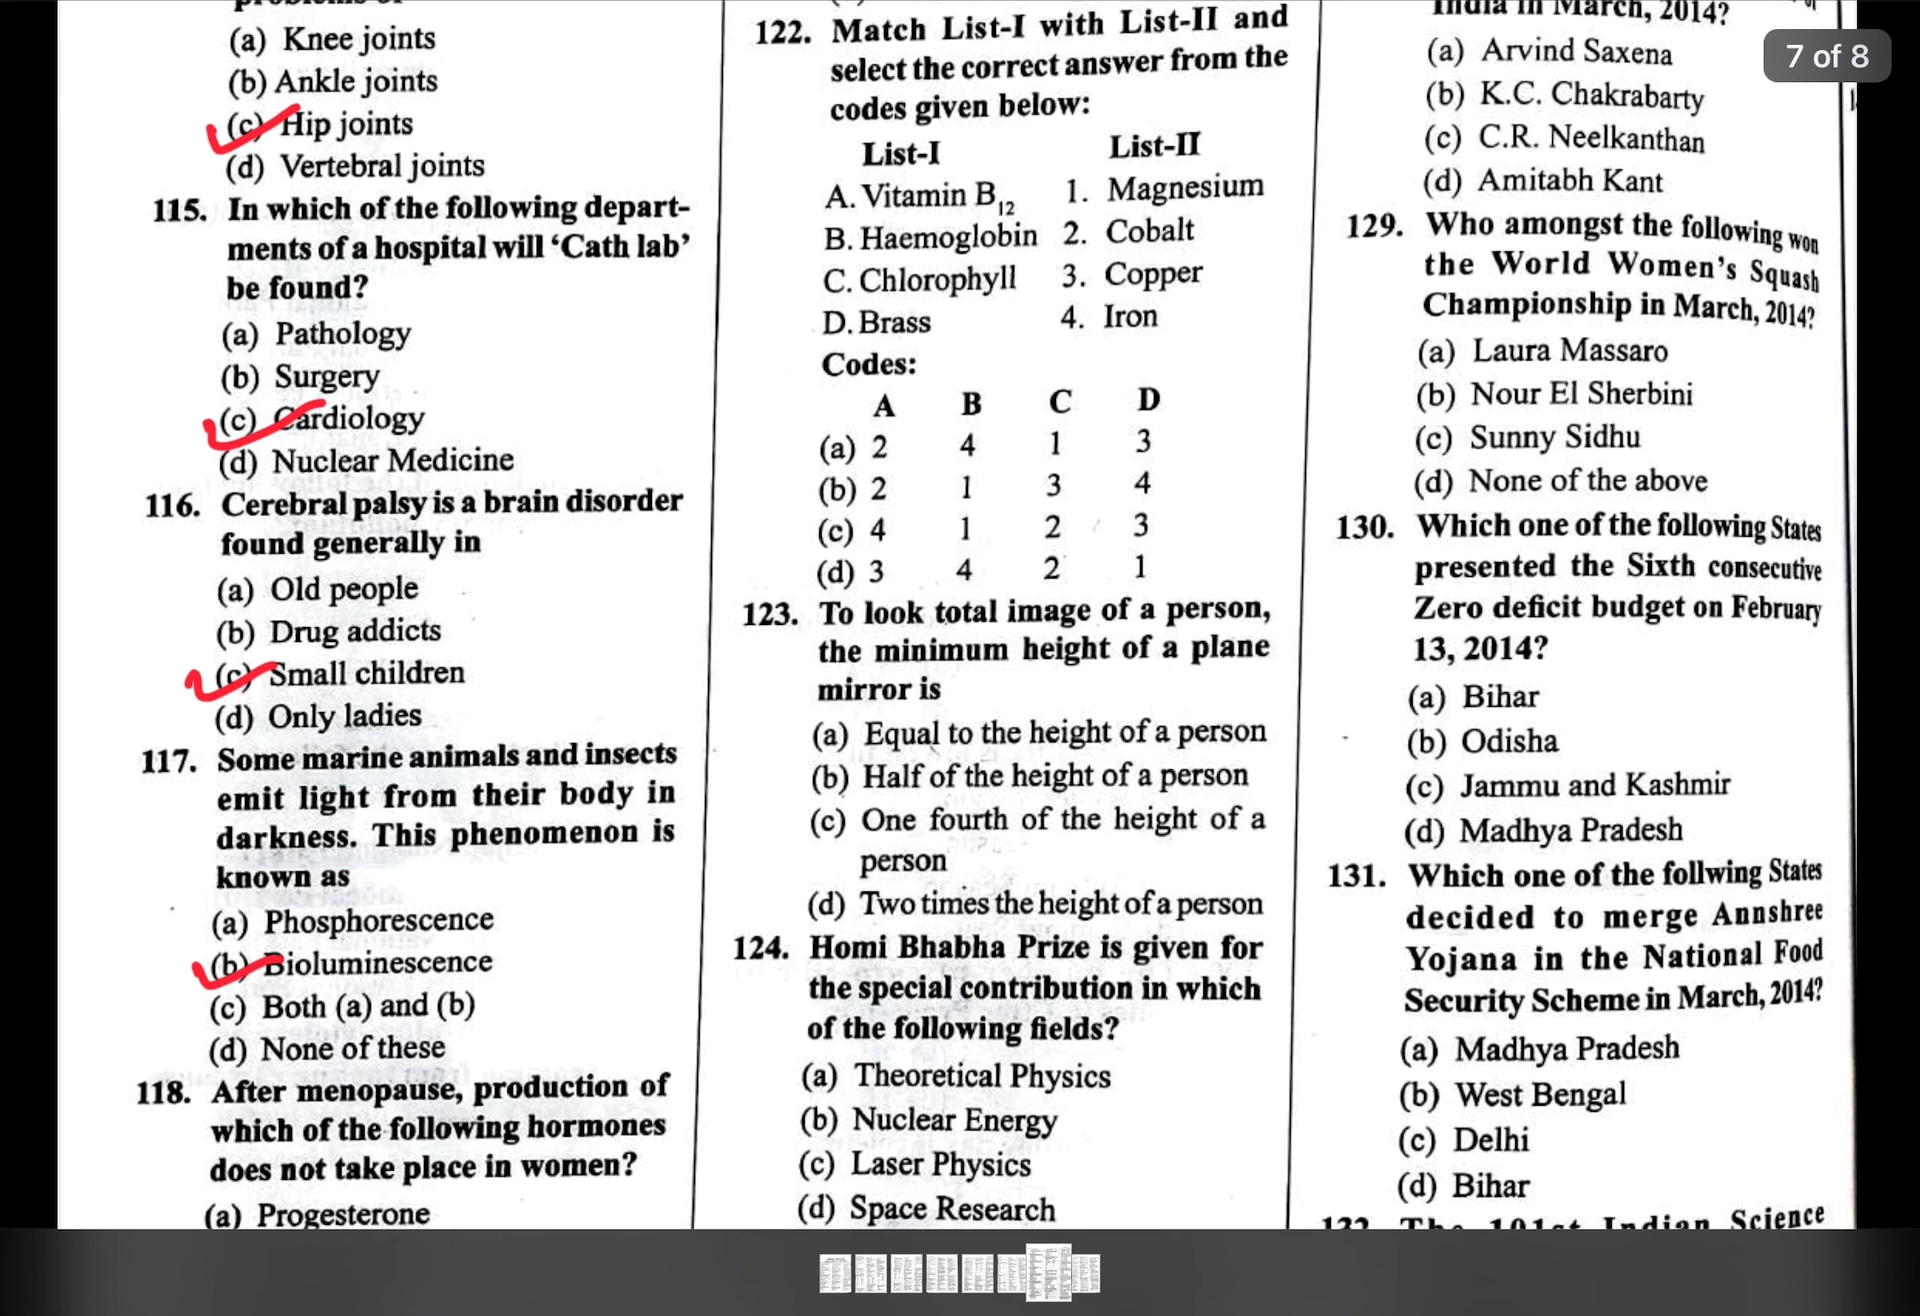 (a) Knee joints
(b) Ankle joints
(c) Hip joints
(d) Vertebral joints
115. In which of the following depart-
ments of a hospital will ‘Cath lab’
be found?
(a) Pathology
(b) Surgery
(c) Cardiology
(d) Nuclear Medicine
116. Cerebral palsy is a brain disorder
found generally in
(a) Old people
(b) Drug addicts
(c) Small children
(d) Only ladies
117. Some marine animals and insects
emit light from their body in
darkness. This phenomenon is
known as
(a) Phosphorescence
(b) Bioluminescence
(c) Both (a) and (b)
(d) None of these
118. After menopause, production of
which of the following hormones
does not take place in women?
(a) Progesterone
122. Match List-I with List-II and
select the correct answer from the
codes given below:
List-I List-II
A. Vitamin B12 1. Magnesium
B. Haemoglobin 2. Cobalt
C. Chlorophyll 3. Copper
D. Brass 4. Iron
Codes:
A B C D
(a) 2 4 1 3
(b) 2 1 3 4
(c) 4 1 2 3
(d) 3 4 2 1
123. To look total image of a person,
the minimum height of a plane
mirror is
(a) Equal to the height of a person
(b) Half of the height of a person
(c) One fourth of the height of a
person
(d) Two times the height of a person
124. Homi Bhabha Prize is given for
the special contribution in which
of the following fields?
(a) Theoretical Physics
(b) Nuclear Energy
(c) Laser Physics
(d) Space Research
India in March, 2014?
(a) Arvind Saxena
(b) K.C. Chakrabarty
(c) C.R. Neelkanthan
(d) Amitabh Kant
129. Who amongst the following won
the World Women’s Squash
Championship in March, 2014?
(a) Laura Massaro
(b) Nour El Sherbini
(c) Sunny Sidhu
(d) None of the above
130. Which one of the following States
presented the Sixth consecutive
Zero deficit budget on February
13, 2014?
(a) Bihar
(b) Odisha
(c) Jammu and Kashmir
(d) Madhya Pradesh
131. Which one of the follwing States
decided to merge Annshree
Yojana in the National Food
Security Scheme in March, 2014?
(a) Madhya Pradesh
(b) West Bengal
(c) Delhi
(d) Bihar
The 101st Indian Science
7 of 8